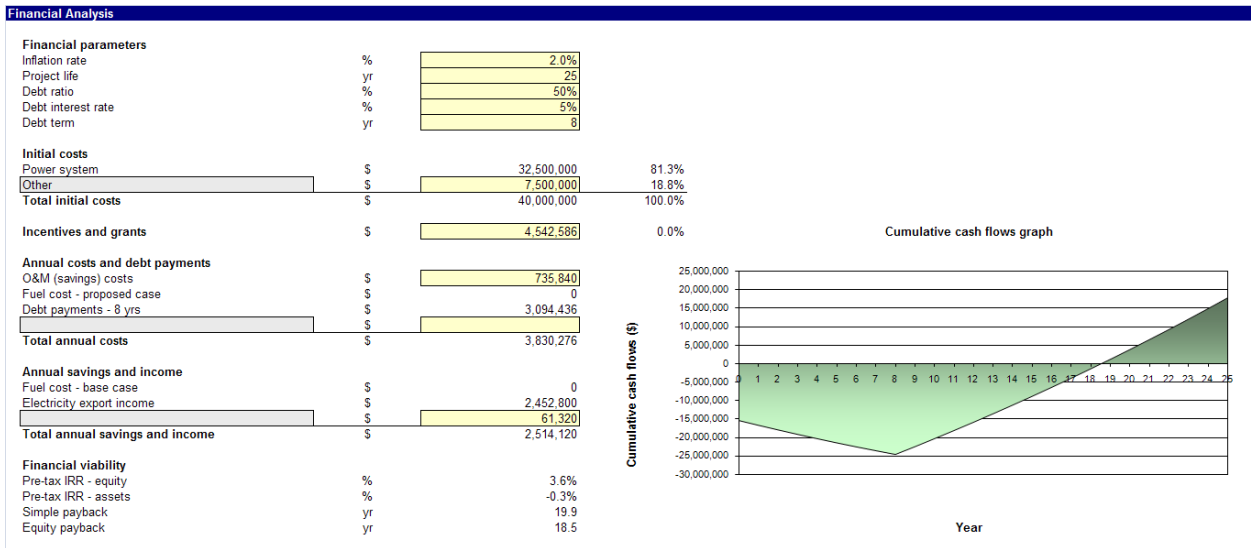 Financial Analysis
Financial parameters
Inflation rate % 2.0%
Project life yr 25
Debt ratio % 50%
Debt interest rate % 5%
Debt term yr 8
Initial costs
Power system $ 32,500,000 81.3%
Other $ 7,500,000 18.8%
Total initial costs $ 40,000,000 100.0%
Incentives and grants $ 4,542,586 0.0%
Annual costs and debt payments
O&M (savings) costs $ 735,840
Fuel cost - proposed case $ 0
Debt payments - 8 yrs $ 3,094,436
$
Total annual costs $ 3,830,276
Annual savings and income
Fuel cost - base case $ 0
Electricity export income $ 2,452,800
$ 61,320
Total annual savings and income $ 2,514,120
Financial viability
Pre-tax IRR - equity % 3.6%
Pre-tax IRR - assets % -0.3%
Simple payback yr 19.9
Equity payback yr 18.5
Cumulative cash flows graph
Cumulative cash flows ($)
25,000,000
20,000,000
15,000,000
10,000,000
5,000,000
0
-5,000,000
-10,000,000
-15,000,000
-20,000,000
-25,000,000
-30,000,000
0 1 2 3 4 5 6 7 8 9 10 11 12 13 14 15 16 17 18 19 20 21 22 23 24 25
Year